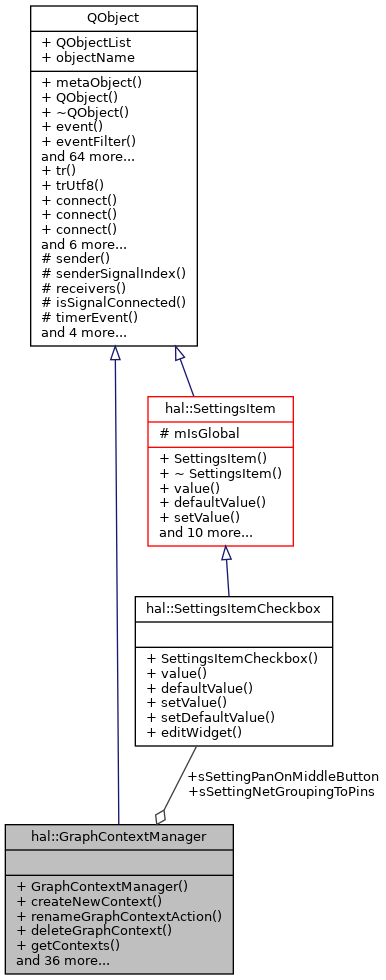 QObject
+ QObjectList
+ objectName
+ metaObject()
+ QObject()
+ ~QObject()
+ event()
+ eventFilter()
and 64 more...
+ tr()
+ trUtf8()
+ connect()
+ connect()
+ connect()
and 6 more...
# sender()
# senderSignalIndex()
# receivers()
# isSignalConnected()
# timerEvent()
and 4 more...
hal::SettingsItem
# mIsGlobal
+ SettingsItem()
+ ~ SettingsItem()
+ value()
+ defaultValue()
+ setValue()
and 10 more...
hal::SettingsItemCheckbox
+ SettingsItemCheckbox()
+ value()
+ defaultValue()
+ setValue()
+ setDefaultValue()
+ editWidget()
+sSettingPanOnMiddleButton
+sSettingNetGroupingToPins
hal::GraphContextManager
+ GraphContextManager()
+ createNewContext()
+ renameGraphContextAction()
+ deleteGraphContext()
+ getContexts()
and 36 more...